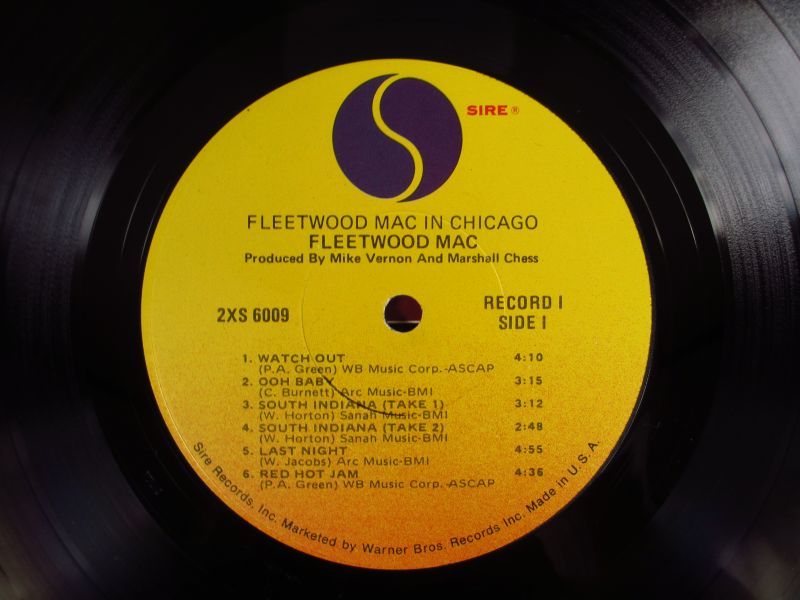 SIRE ®
FLEETWOOD MAC IN CHICAGO
FLEETWOOD MAC
Produced By Mike Vernon And Marshall Chess
2XS 6009
RECORD I
SIDE I
1. WATCH OUT 4:10
(P.A. Green) WB Music Corp.-ASCAP
2. OOH BABY 3:15
(C. Burnett) Arc Music-BMI
3. SOUTH INDIANA (TAKE 1) 3:12
(W. Horton) Sanah Music-BMI
4. SOUTH INDIANA (TAKE 2) 2:48
(W. Horton) Sanah Music-BMI
5. LAST NIGHT 4:55
(W. Jacobs) Arc Music-BMI
6. RED HOT JAM 4:36
(P.A. Green) WB Music Corp.-ASCAP
Sire Records, Inc. Marketed by Warner Bros. Records Inc. Made in U.S.A.